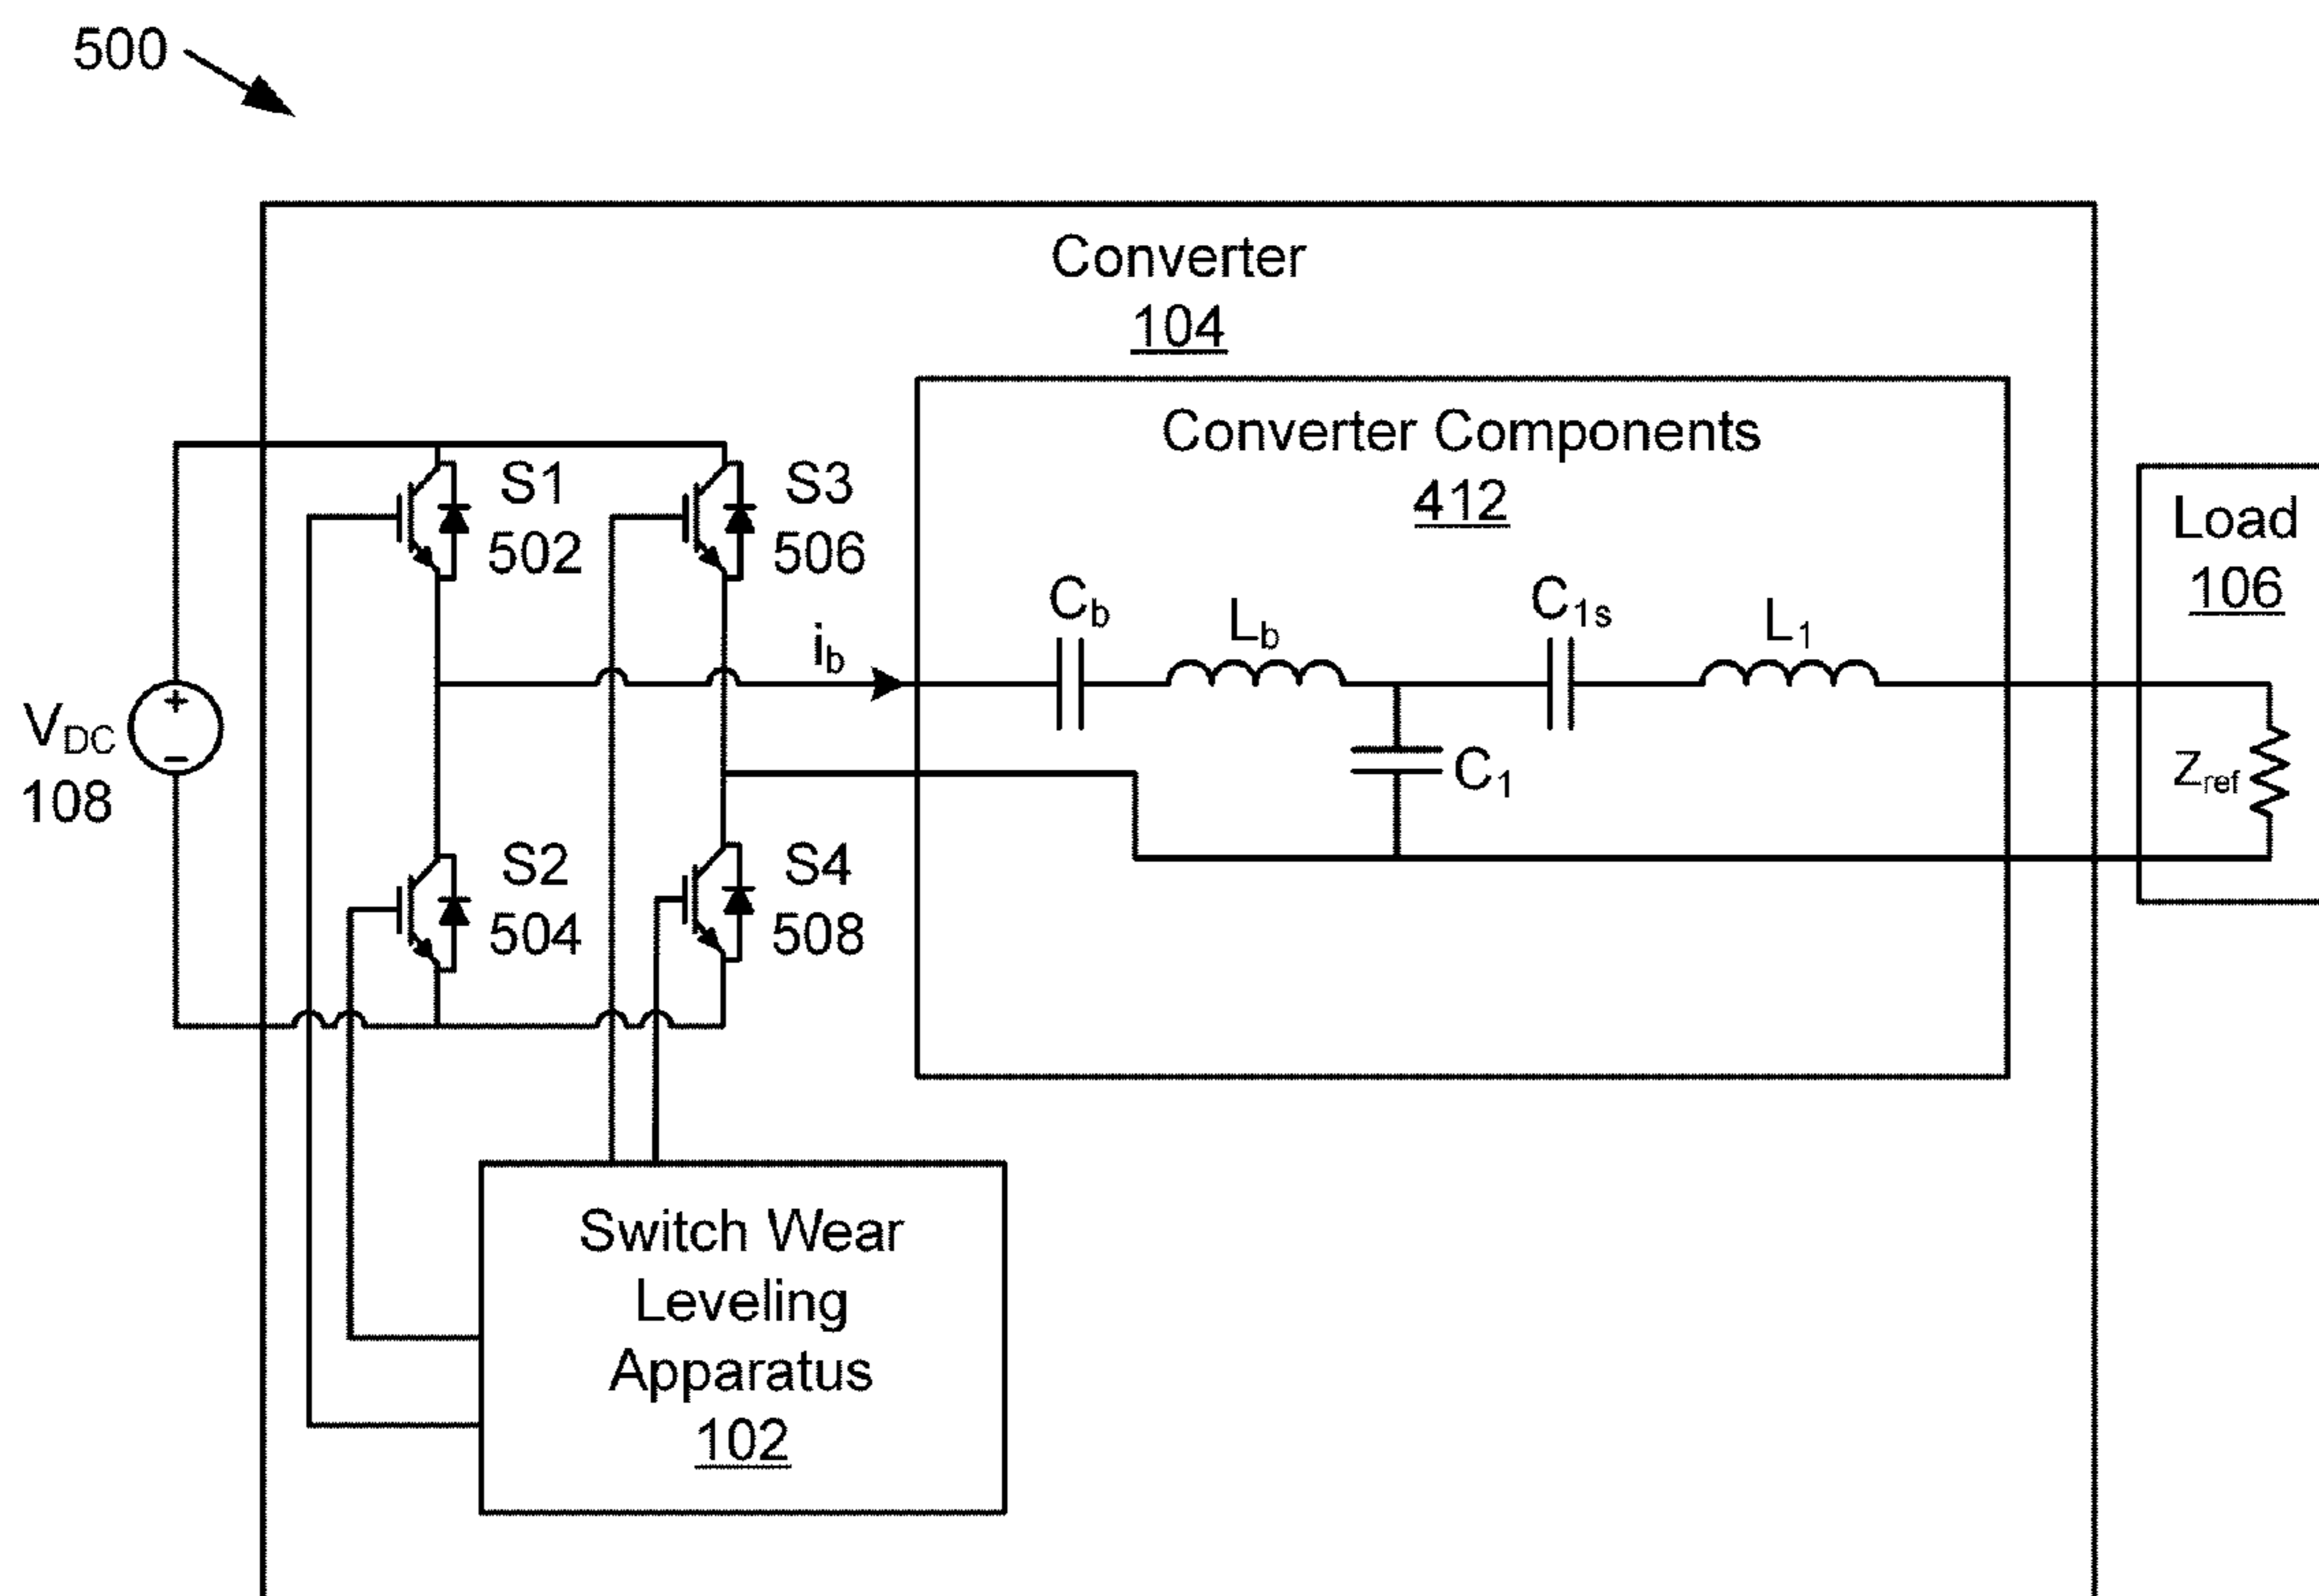 500
Converter
104
Converter Components
412
S1
502
S3
506
Load
106
C1s
Cb
Lb
L1
ib
VDC
108
+
−
C1
Zref
S2
504
S4
508
Switch Wear
Leveling
Apparatus
102